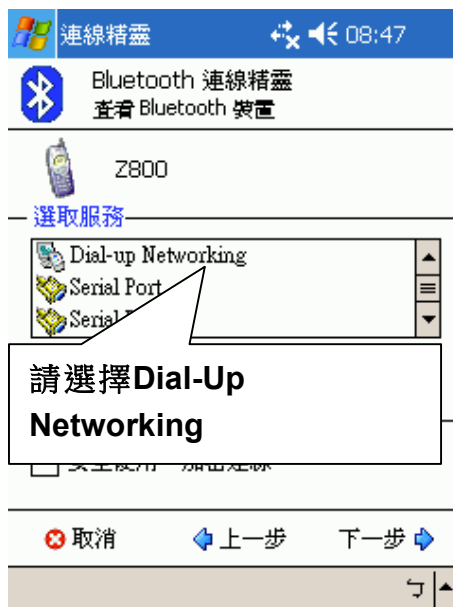 連線精靈 08:47
Bluetooth 連線精靈
查看 Bluetooth 裝置
Z800
選取服務
Dial-up Networking
Serial Port
Serial
請選擇Dial-Up
Networking
取消 上一步 下一步
ㄅ